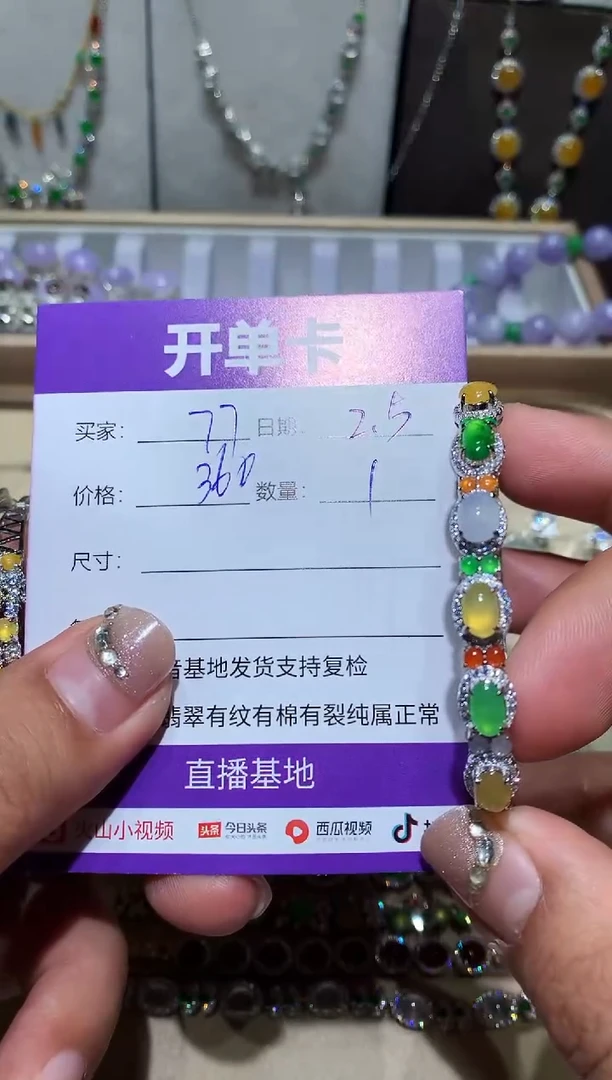 开单卡
买家: 77 日期: 2.5
价格: 360 数量: 1
尺寸:
音基地发货支持复检
翡翠有纹有棉有裂纯属正常
直播基地
火山小视频 头条 今日头条 西瓜视频